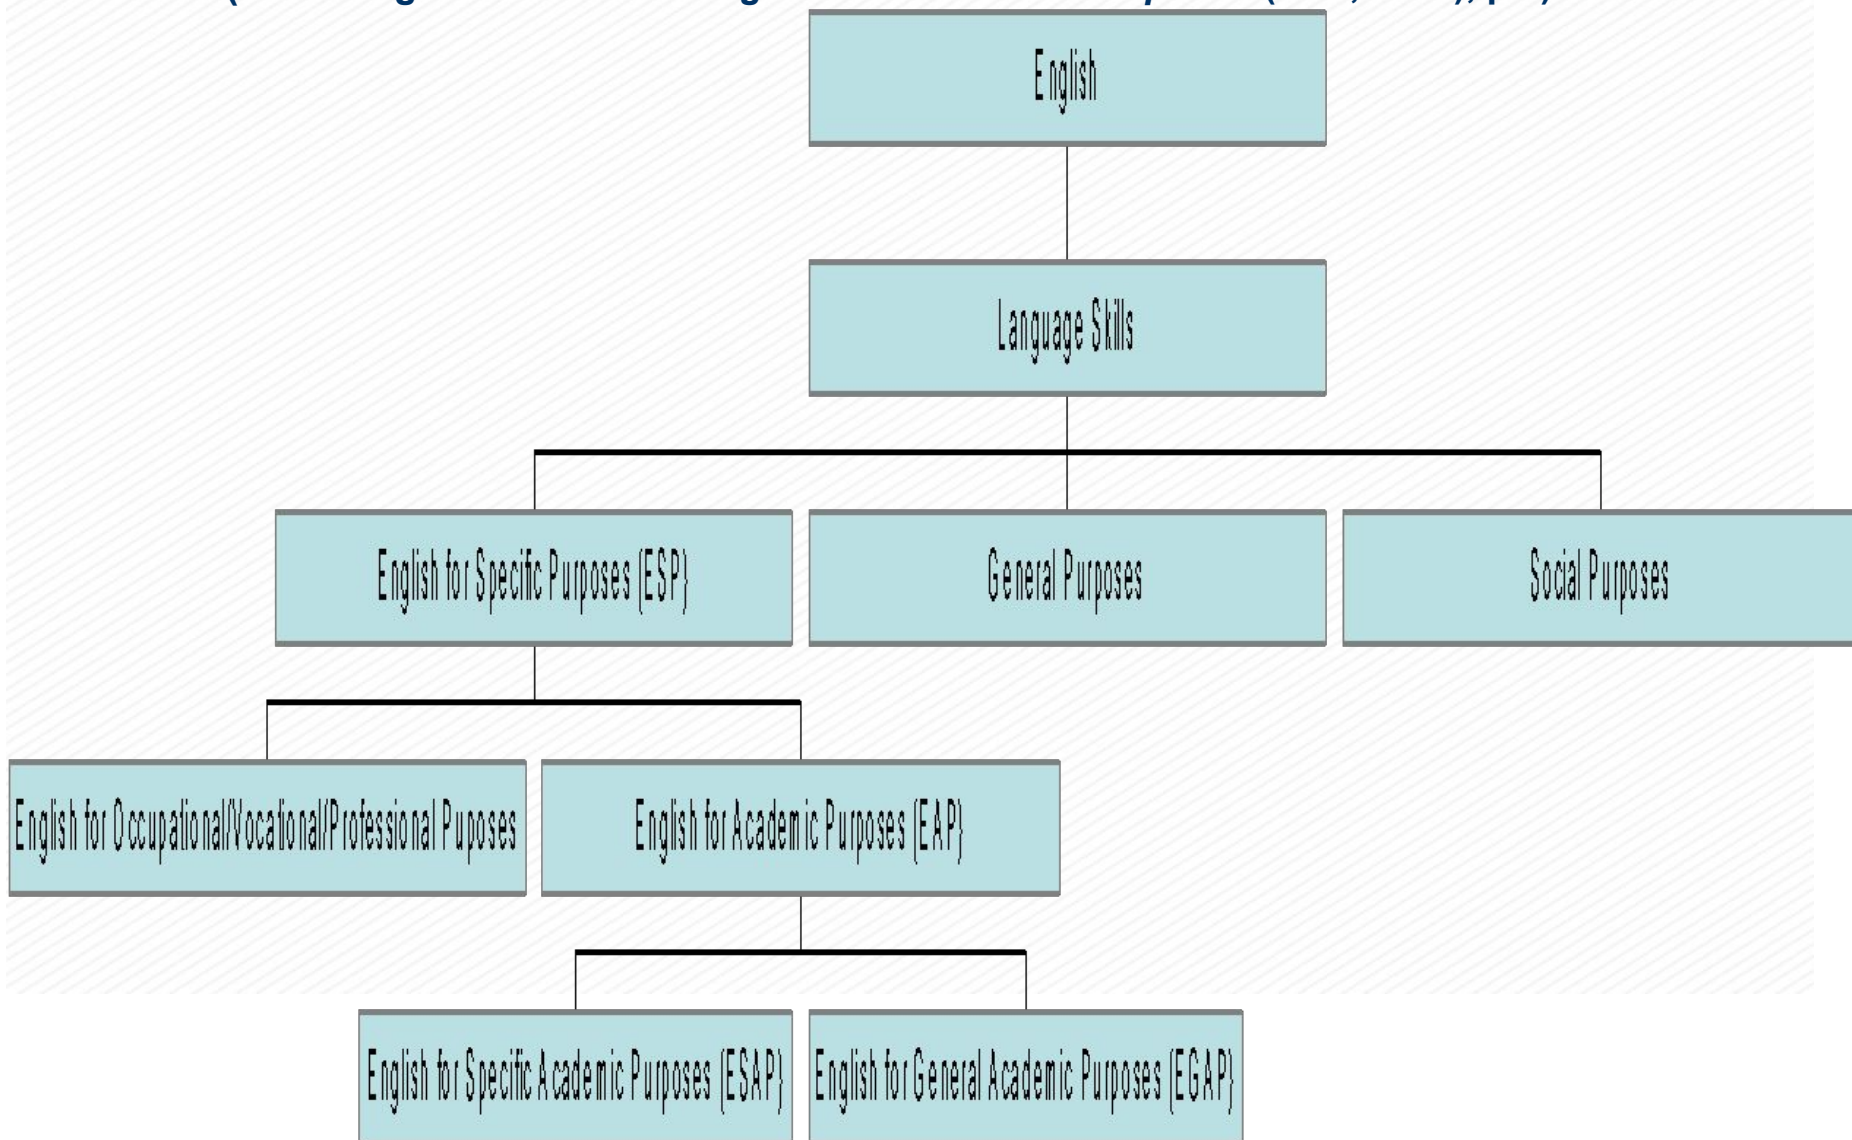 English
Language Skills
English for Specific Purposes (ESP)
General Purposes
Social Purposes
English for Occupational/Vocational/Professional Puposes
English for Academic Purposes (EAP)
English for Specific Academic Purposes (ESAP)
English for General Academic Purposes (EGAP)